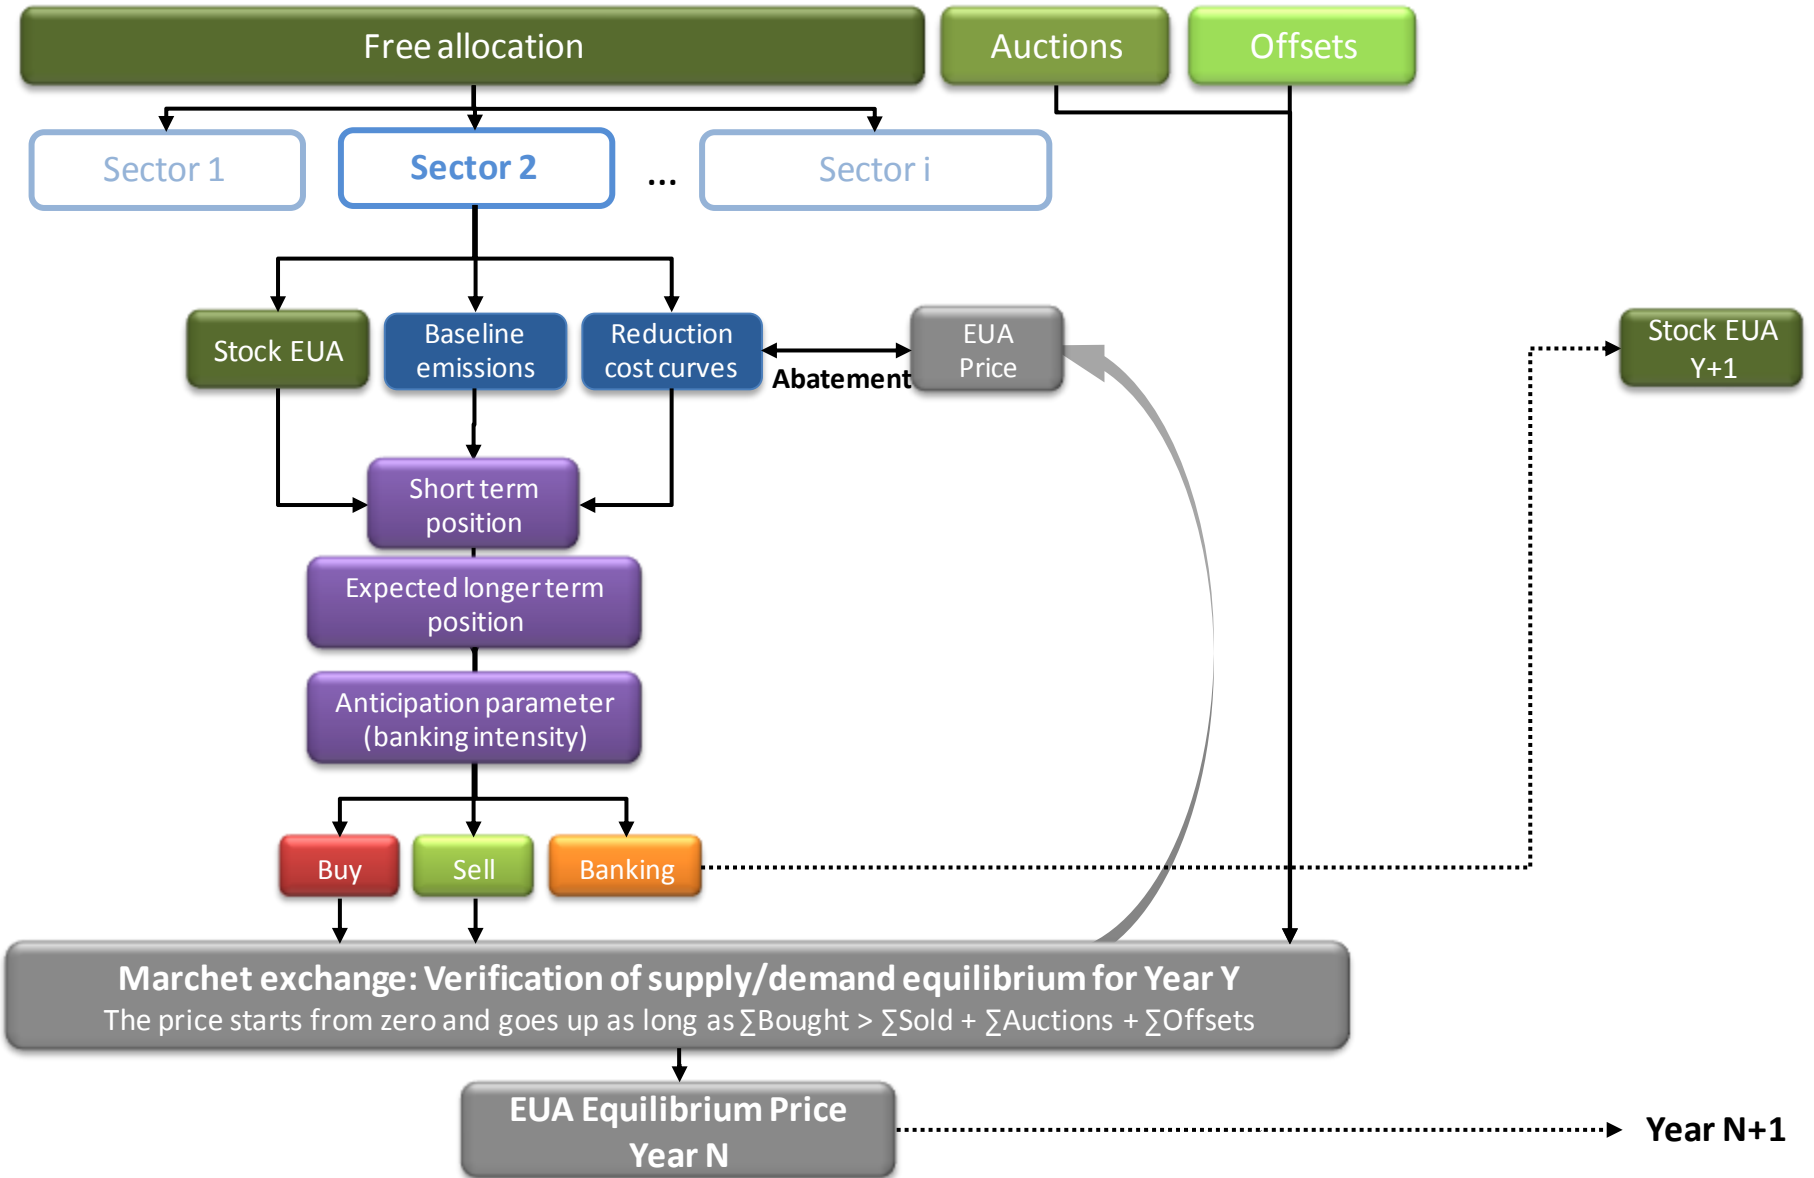 Free allocation
Auctions
Offsets
Sector 1
Sector 2
...
Sector i
Stock EUA
Baseline
emissions
Reduction
cost curves
Abatement
EUA
Price
Stock EUA
Y+1
Short term
position
Expected longer term
position
Anticipation parameter
(banking intensity)
Buy
Sell
Banking
Marchet exchange: Verification of supply/demand equilibrium for Year Y
The price starts from zero and goes up as long as ∑Bought > ∑Sold + ∑Auctions + ∑Offsets
EUA Equilibrium Price
Year N
Year N+1